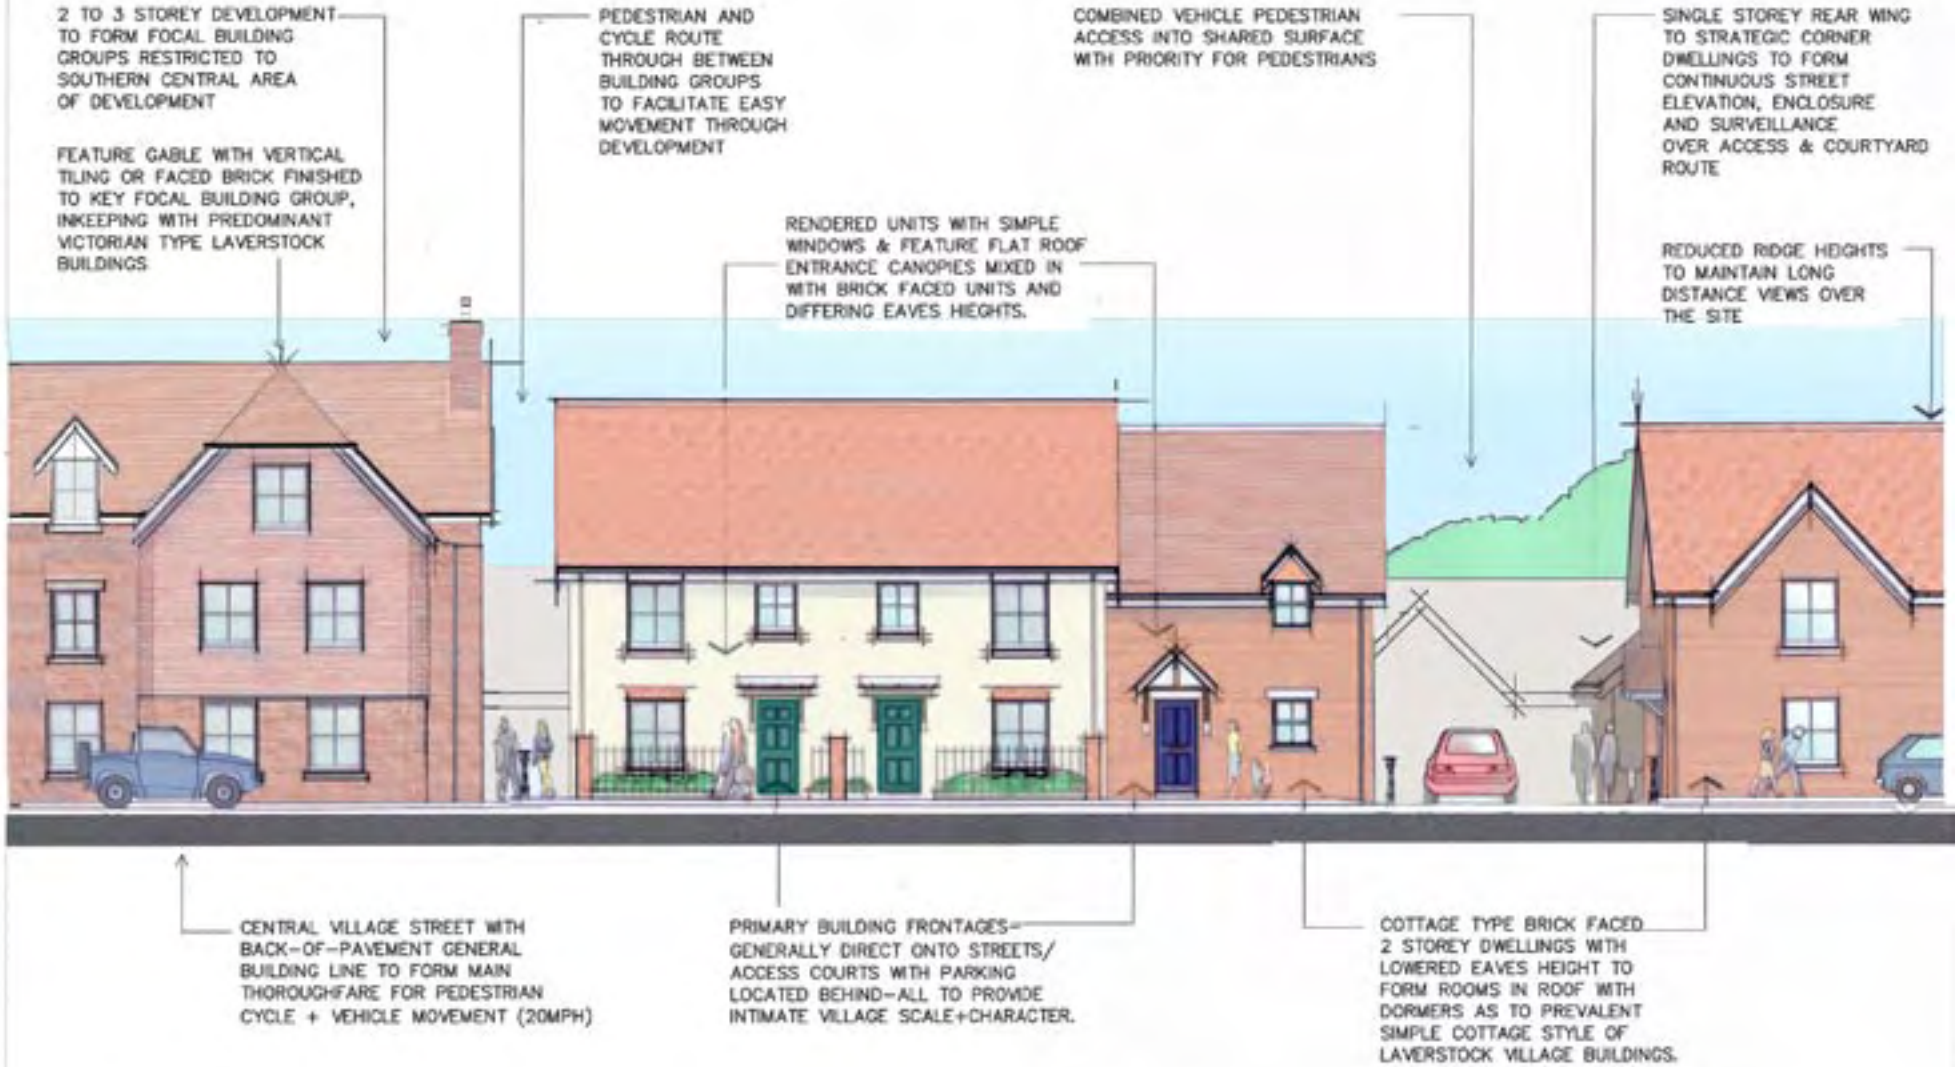 2 TO 3 STOREY DEVELOPMENT
TO FORM FOCAL BUILDING
GROUPS RESTRICTED TO
SOUTHERN CENTRAL AREA
OF DEVELOPMENT
FEATURE GABLE WITH VERTICAL
TILING OR FACED BRICK FINISHED
TO KEY FOCAL BUILDING GROUP,
INKEEPING WITH PREDOMINANT
VICTORIAN TYPE LAVERSTOCK
BUILDINGS
PEDESTRIAN AND
CYCLE ROUTE
THROUGH BETWEEN
BUILDING GROUPS
TO FACILITATE EASY
MOVEMENT THROUGH
DEVELOPMENT
RENDERED UNITS WITH SIMPLE
WINDOWS & FEATURE FLAT ROOF
ENTRANCE CANOPIES MIXED IN
WITH BRICK FACED UNITS AND
DIFFERING EAVES HIEGHTS.
COMBINED VEHICLE PEDESTRIAN
ACCESS INTO SHARED SURFACE
WITH PRIORITY FOR PEDESTRIANS
SINGLE STOREY REAR WING
TO STRATEGIC CORNER
DWELLINGS TO FORM
CONTINUOUS STREET
ELEVATION, ENCLOSURE
AND SURVEILLANCE
OVER ACCESS & COURTYARD
ROUTE
REDUCED RIDGE HEIGHTS
TO MAINTAIN LONG
DISTANCE VIEWS OVER
THE SITE
CENTRAL VILLAGE STREET WITH
BACK-OF-PAVEMENT GENERAL
BUILDING LINE TO FORM MAIN
THOROUGHFARE FOR PEDESTRIAN
CYCLE + VEHICLE MOVEMENT (20MPH)
PRIMARY BUILDING FRONTAGES-
GENERALLY DIRECT ONTO STREETS/
ACCESS COURTS WITH PARKING
LOCATED BEHIND-ALL TO PROVIDE
INTIMATE VILLAGE SCALE+CHARACTER.
COTTAGE TYPE BRICK FACED
2 STOREY DWELLINGS WITH
LOWERED EAVES HEIGHT TO
FORM ROOMS IN ROOF WITH
DORMERS AS TO PREVALENT
SIMPLE COTTAGE STYLE OF
LAVERSTOCK VILLAGE BUILDINGS.